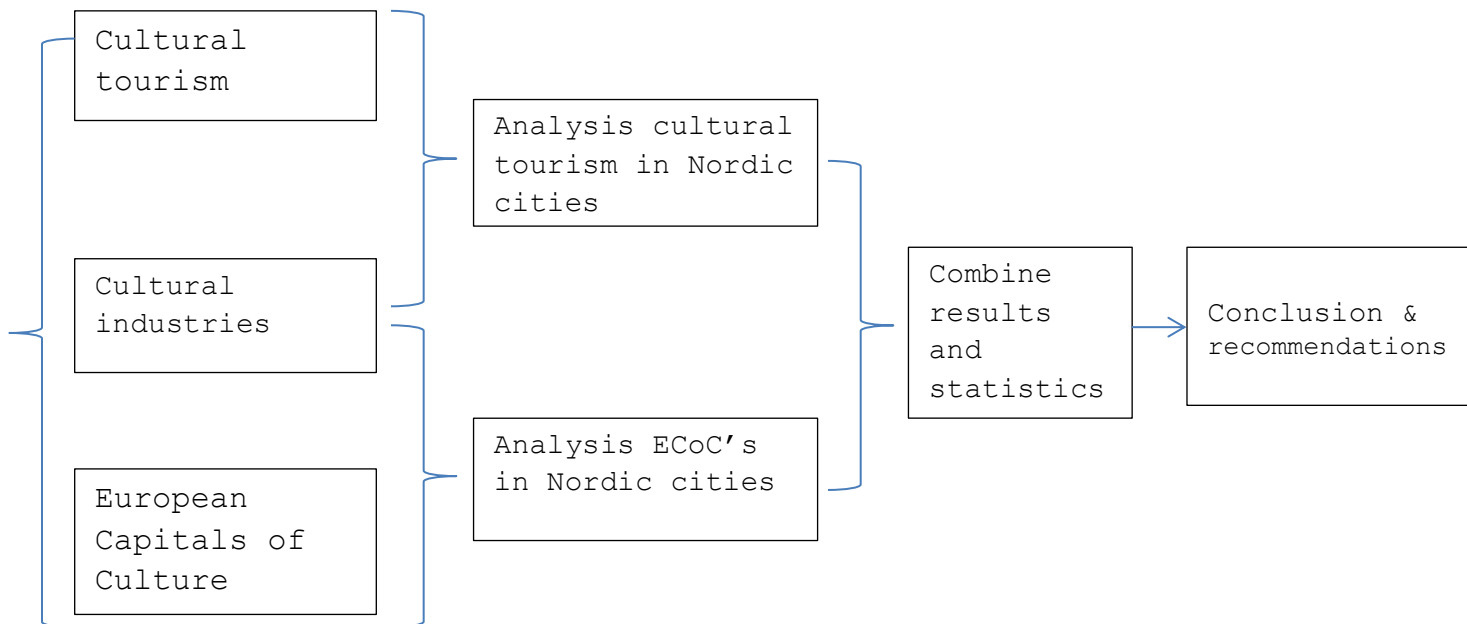 Cultural
tourism
Cultural
industries
European
Capitals of
Culture
Analysis cultural
tourism in Nordic
cities
Analysis ECoC’s
in Nordic cities
Combine
results
and
statistics
Conclusion &
recommendations